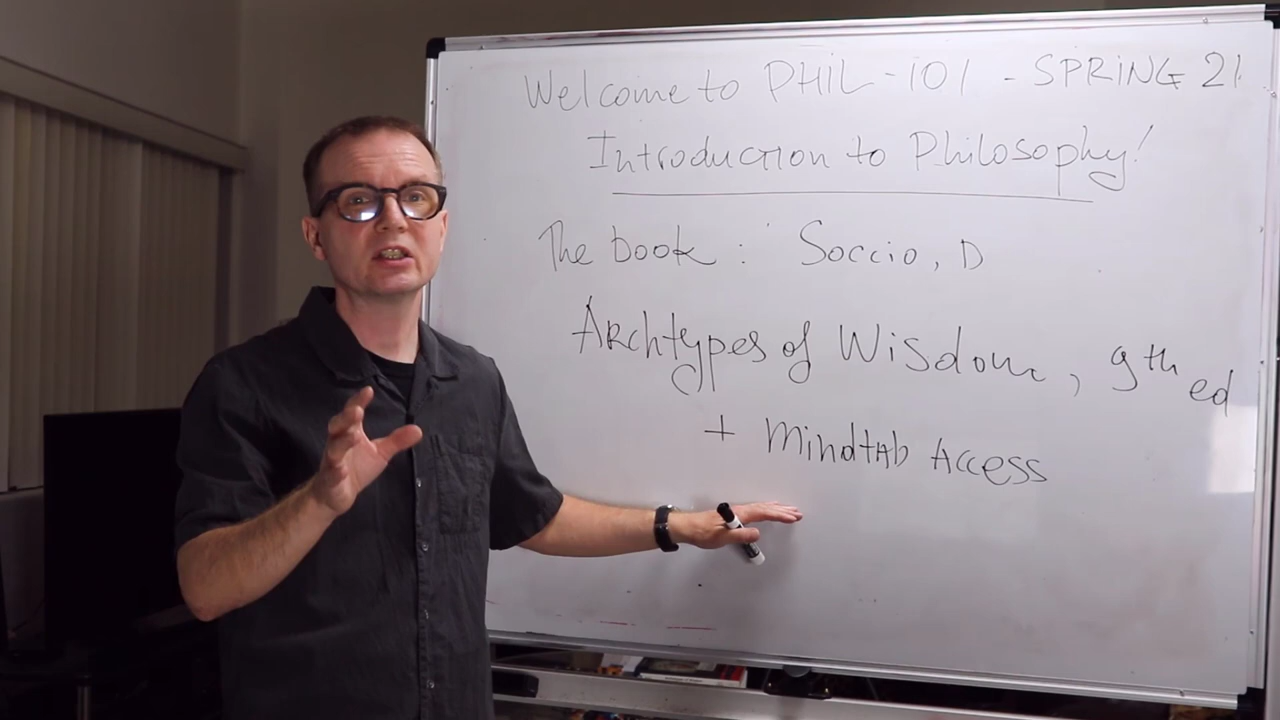 Welcome to PHIL-101 - SPRING 21
Introduction to Philosophy!
The book: Soccio, D
Archtypes of Wisdom, 9th ed
+ Mindtab Access